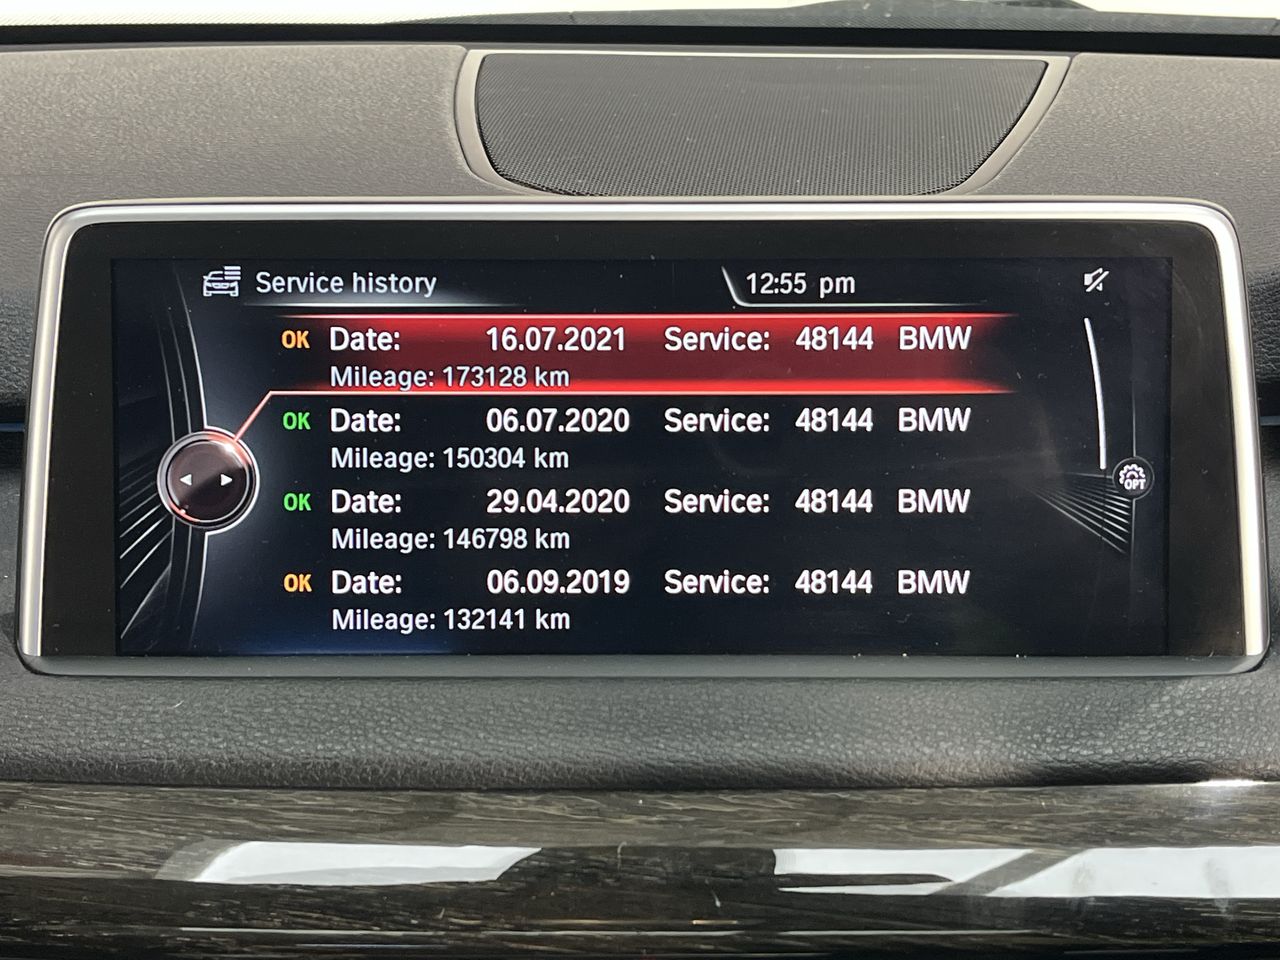 Service history
12:55 pm
OK Date: 16.07.2021 Service: 48144 BMW
Mileage: 173128 km
OK Date: 06.07.2020 Service: 48144 BMW
Mileage: 150304 km
OK Date: 29.04.2020 Service: 48144 BMW
Mileage: 146798 km
OPT
OK Date: 06.09.2019 Service: 48144 BMW
Mileage: 132141 km